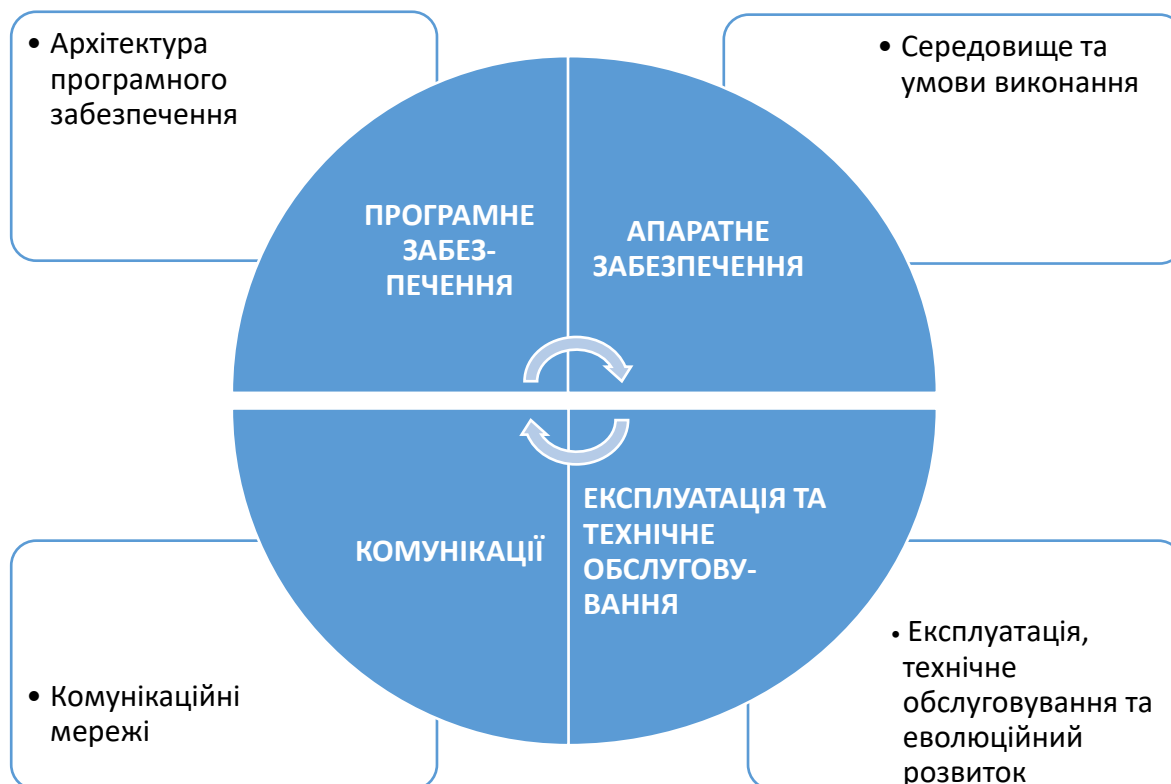 • Архітектура
програмного
забезпечення
• Середовище та
умови виконання
ПРОГРАМНЕ
ЗАБЕЗ-
ПЕЧЕННЯ
АПАРАТНЕ
ЗАБЕЗПЕЧЕННЯ
КОМУНІКАЦІЇ
ЕКСПЛУАТАЦІЯ ТА
ТЕХНІЧНЕ
ОБСЛУГОВУ-
ВАННЯ
• Комунікаційні
мережі
• Експлуатація,
технічне
обслуговування та
еволюційний
розвиток